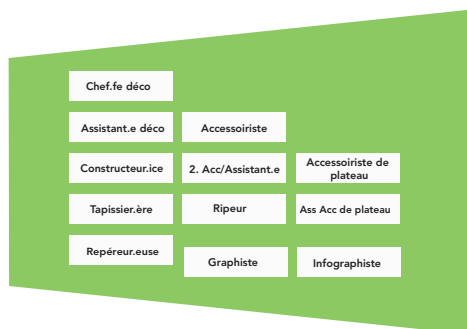 Chef.fe déco
Assistant.e déco
Accessoiriste
Constructeur.ice
2. Acc/Assistant.e
Accessoiriste de
plateau
Tapissier.ère
Ripeur
Ass Acc de plateau
Repéreur.euse
Graphiste
Infographiste